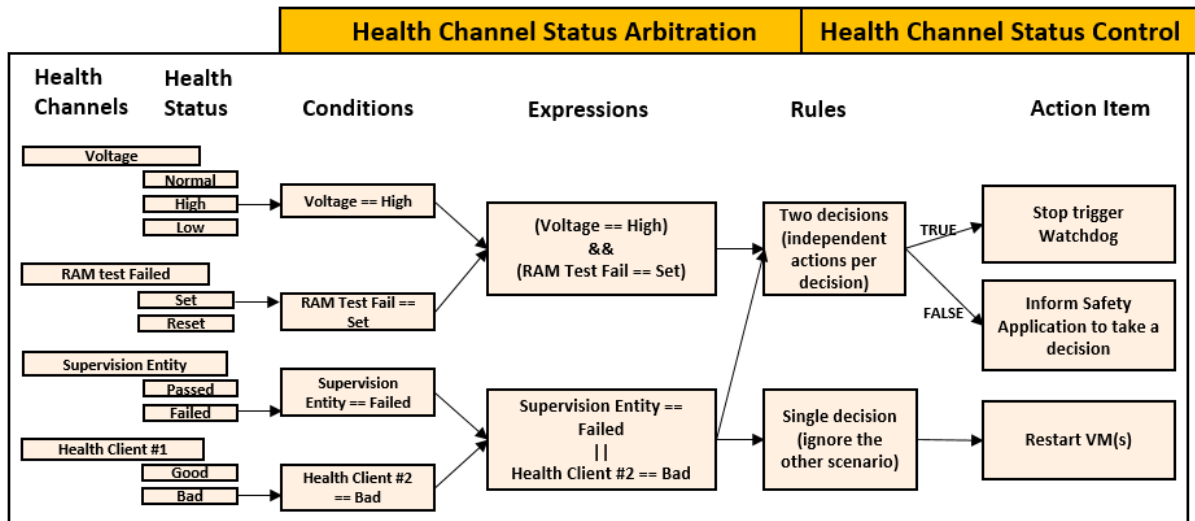 Health Channel Status Arbitration
Health Channel Status Control
Health
Channels
Health
Status
Conditions
Expressions
Rules
Action Item
Voltage
Normal
High
Low
RAM test Failed
Set
Reset
Supervision Entity
Passed
Failed
Health Client #1
Good
Bad
Voltage == High
RAM Test Fail ==
Set
Supervision
Entity == Failed
Health Client #2
== Bad
(Voltage == High)
&&
(RAM Test Fail == Set)
Supervision Entity ==
Failed
||
Health Client #2 == Bad
Two decisions
(independent
actions per
decision)
Single decision
(ignore the
other scenario)
TRUE
FALSE
Stop trigger
Watchdog
Inform Safety
Application to take a
decision
Restart VM(s)